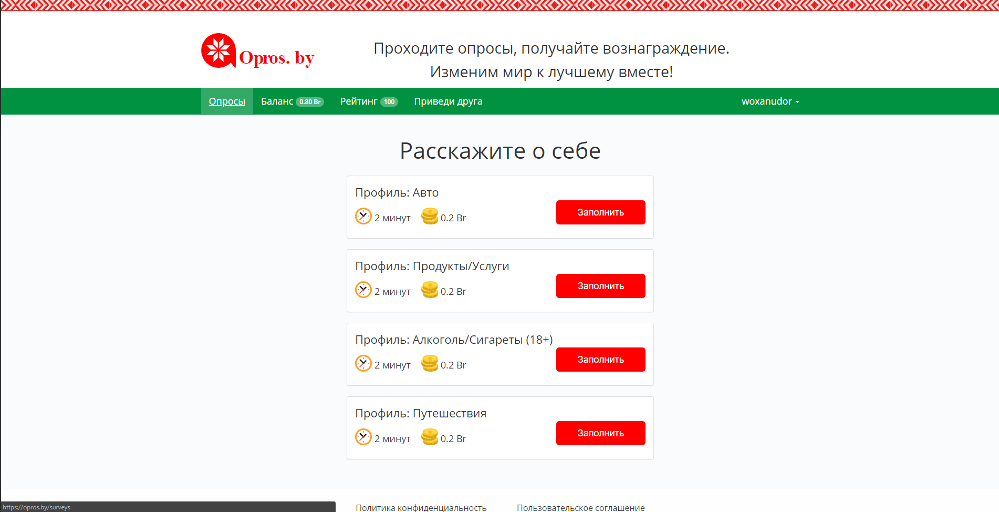 Opros. by
Проходите опросы, получайте вознаграждение.
Изменим мир к лучшему вместе!
Опросы Баланс 0.80 Br Рейтинг 100 Приведи друга woxanudor
Расскажите о себе
Профиль: Авто
2 минут 0.2 Br
Заполнить
Профиль: Продукты/Услуги
2 минут 0.2 Br
Заполнить
Профиль: Алкоголь/Сигареты (18+)
2 минут 0.2 Br
Заполнить
Профиль: Путешествия
2 минут 0.2 Br
Заполнить
https://opros.by/surveys
Политика конфиденциальность Пользовательское соглашение